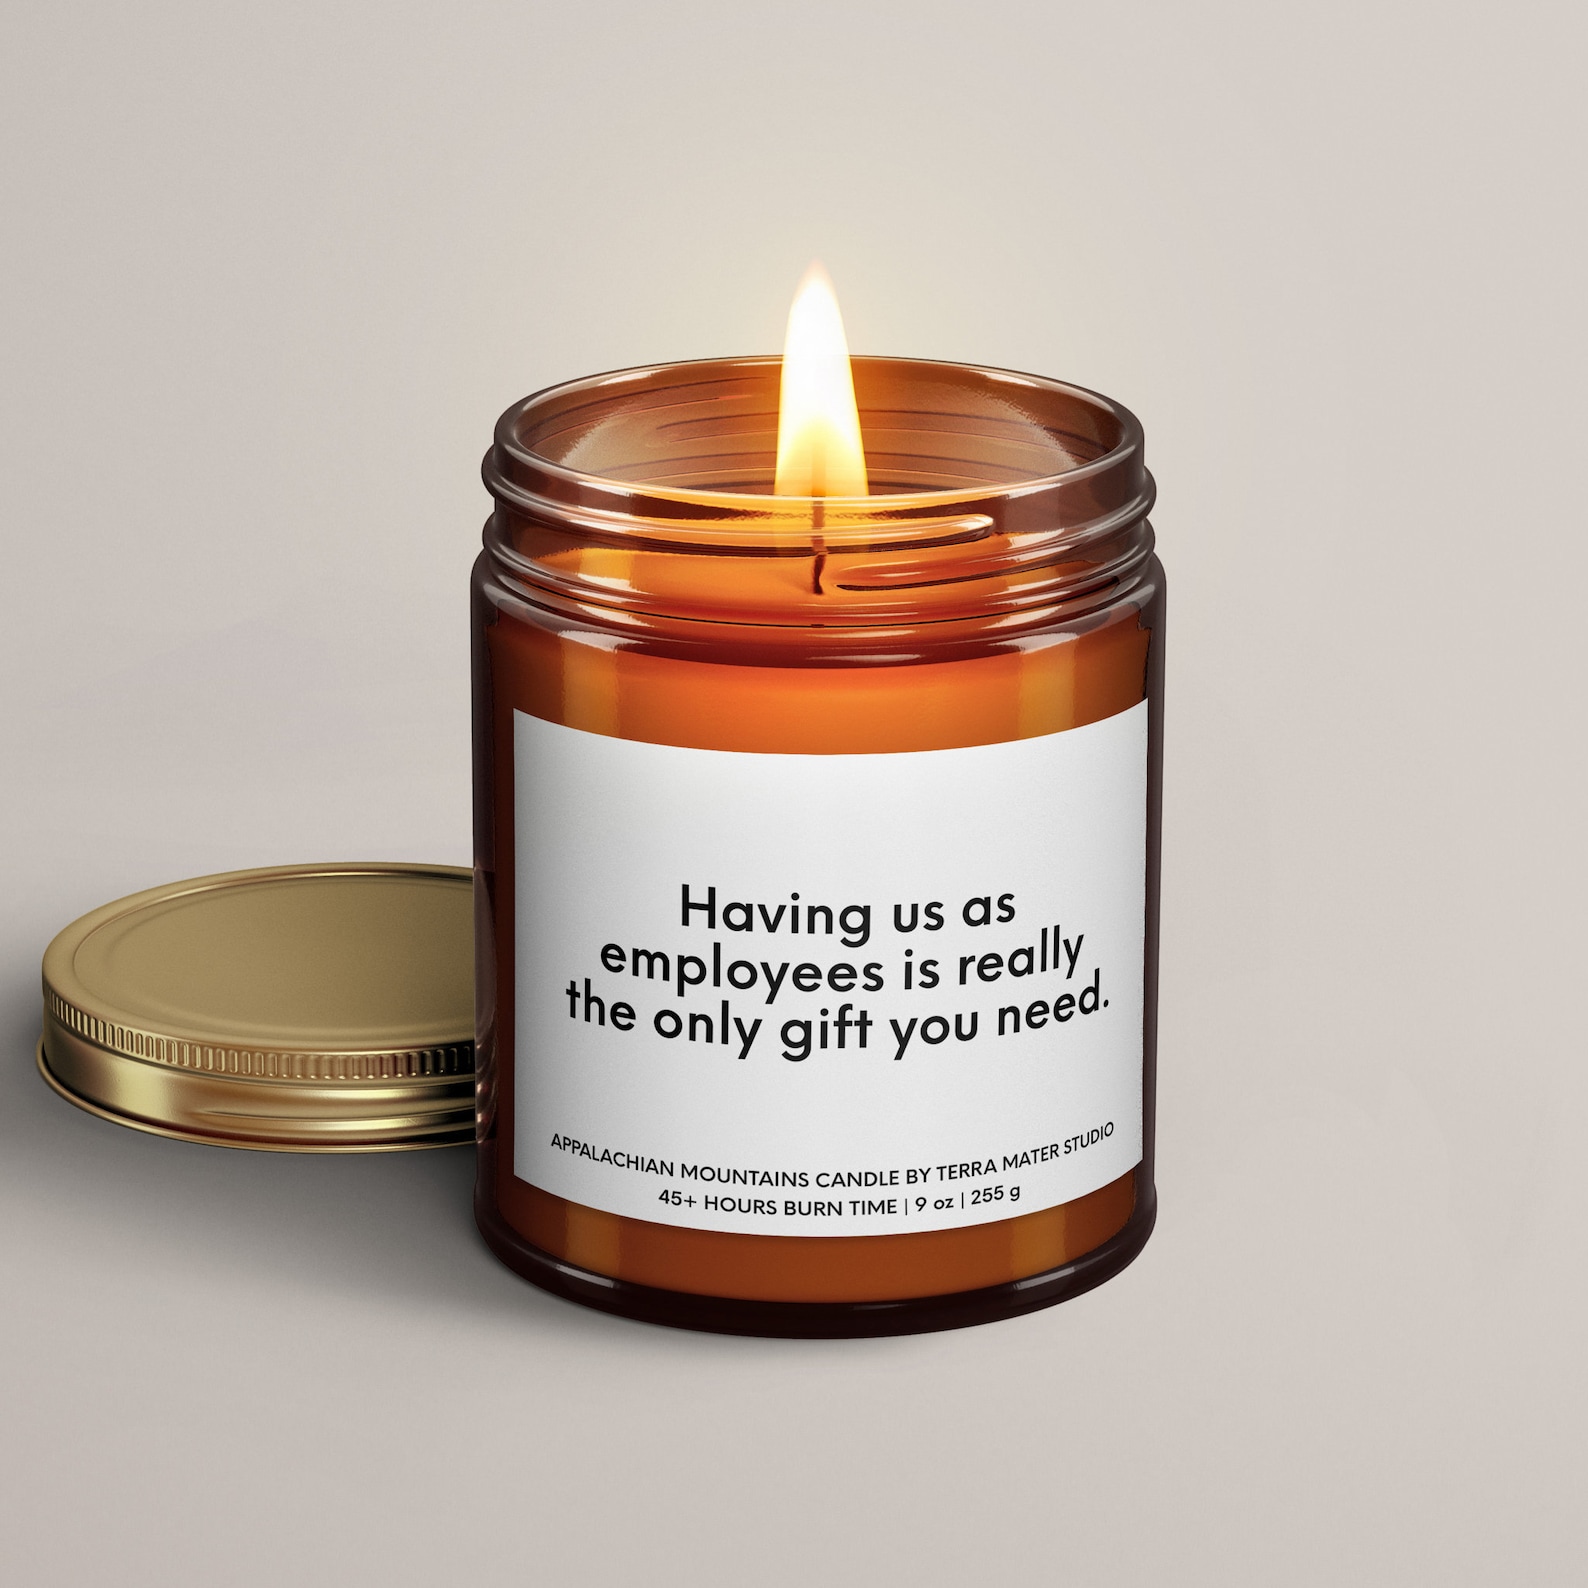 Having us as
employees is really
the only gift you need.
APPALACHIAN MOUNTAINS CANDLE BY TERRA MATER STUDIO
45+ HOURS BURN TIME | 9 oz | 255 g